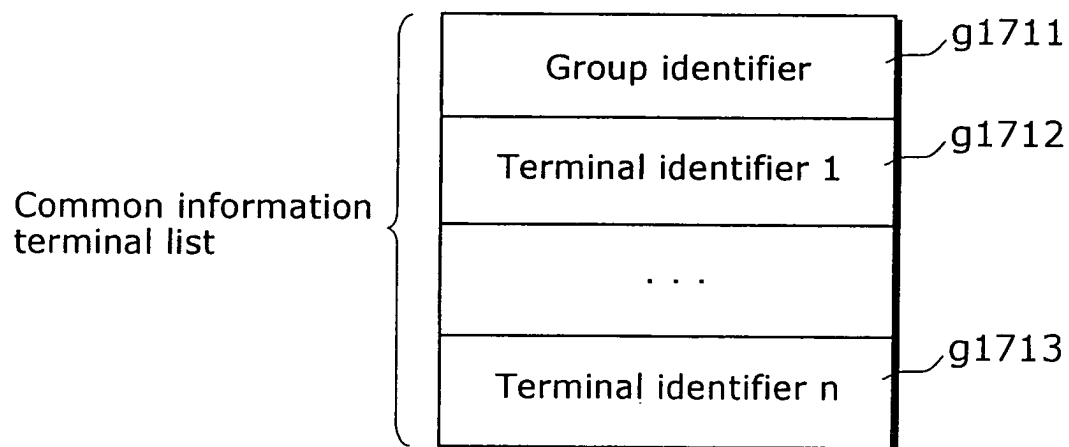 g1711
Group identifier
g1712
Terminal identifier 1
Common information
terminal list
. . .
g1713
Terminal identifier n